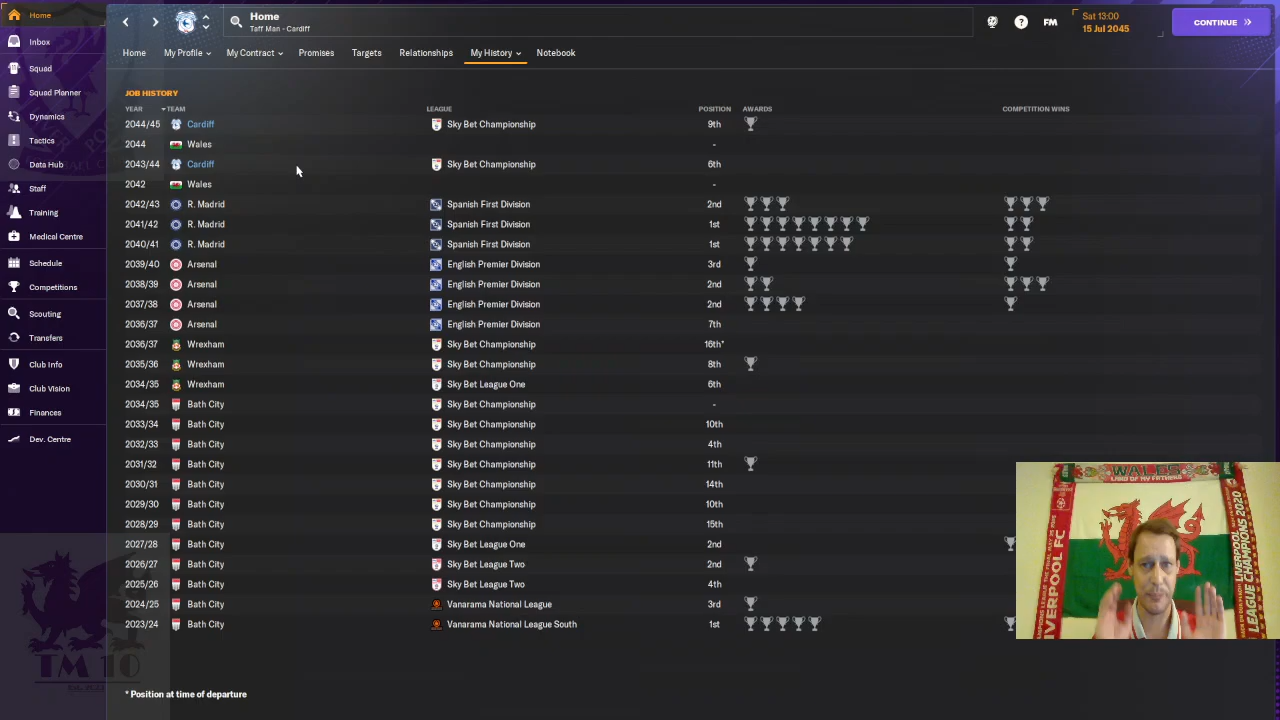 Home
Inbox
Squad
Squad Planner
Dynamics
Tactics
Data Hub
Staff
Training
Medical Centre
Schedule
Competitions
Scouting
Transfers
Club Info
Club Vision
Finances
Dev. Centre
Home
Taff Man - Cardiff
FM
Sat 13:00
15 Jul 2045
CONTINUE
Home My Profile My Contract Promises Targets Relationships My History Notebook
JOB HISTORY
YEAR TEAM LEAGUE POSITION AWARDS COMPETITION WINS
2044/45 Cardiff Sky Bet Championship 9th
2044 Wales -
2043/44 Cardiff Sky Bet Championship 6th
2042 Wales -
2042/43 R. Madrid Spanish First Division 2nd
2041/42 R. Madrid Spanish First Division 1st
2040/41 R. Madrid Spanish First Division 1st
2039/40 Arsenal English Premier Division 3rd
2038/39 Arsenal English Premier Division 2nd
2037/38 Arsenal English Premier Division 2nd
2036/37 Arsenal English Premier Division 7th
2036/37 Wrexham Sky Bet Championship 16th*
2035/36 Wrexham Sky Bet Championship 8th
2034/35 Wrexham Sky Bet League One 6th
2034/35 Bath City Sky Bet Championship -
2033/34 Bath City Sky Bet Championship 10th
2032/33 Bath City Sky Bet Championship 4th
2031/32 Bath City Sky Bet Championship 11th
2030/31 Bath City Sky Bet Championship 14th
2029/30 Bath City Sky Bet Championship 10th
2028/29 Bath City Sky Bet Championship 15th
2027/28 Bath City Sky Bet League One 2nd
2026/27 Bath City Sky Bet League Two 2nd
2025/26 Bath City Sky Bet League Two 4th
2024/25 Bath City Vanarama National League 3rd
2023/24 Bath City Vanarama National League South 1st
* Position at time of departure
TM 10
WALES
LAND OF MY FATHERS
LIVERPOOL FC
LIVERPOOL
LEAGUE CHAMPIONS 2020